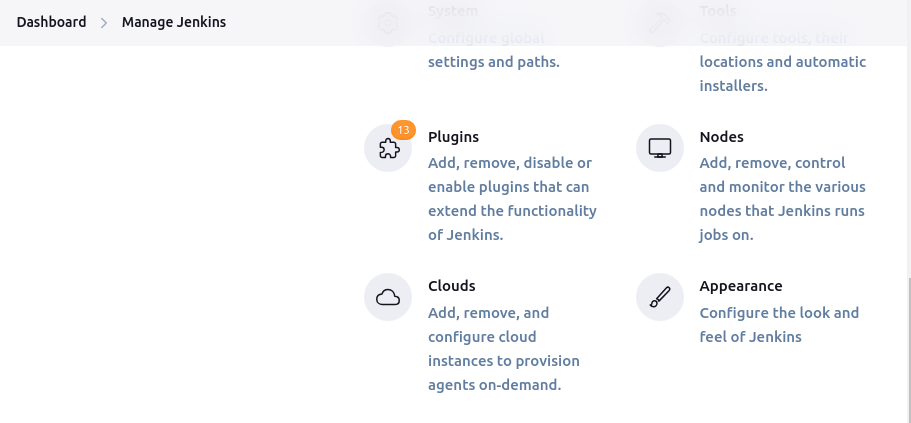 Dashboard > Manage Jenkins
System
Configure global
settings and paths.
Tools
Configure tools, their
locations and automatic
installers.
13
Plugins
Add, remove, disable or
enable plugins that can
extend the functionality
of Jenkins.
Nodes
Add, remove, control
and monitor the various
nodes that Jenkins runs
jobs on.
Clouds
Add, remove, and
configure cloud
instances to provision
agents on-demand.
Appearance
Configure the look and
feel of Jenkins